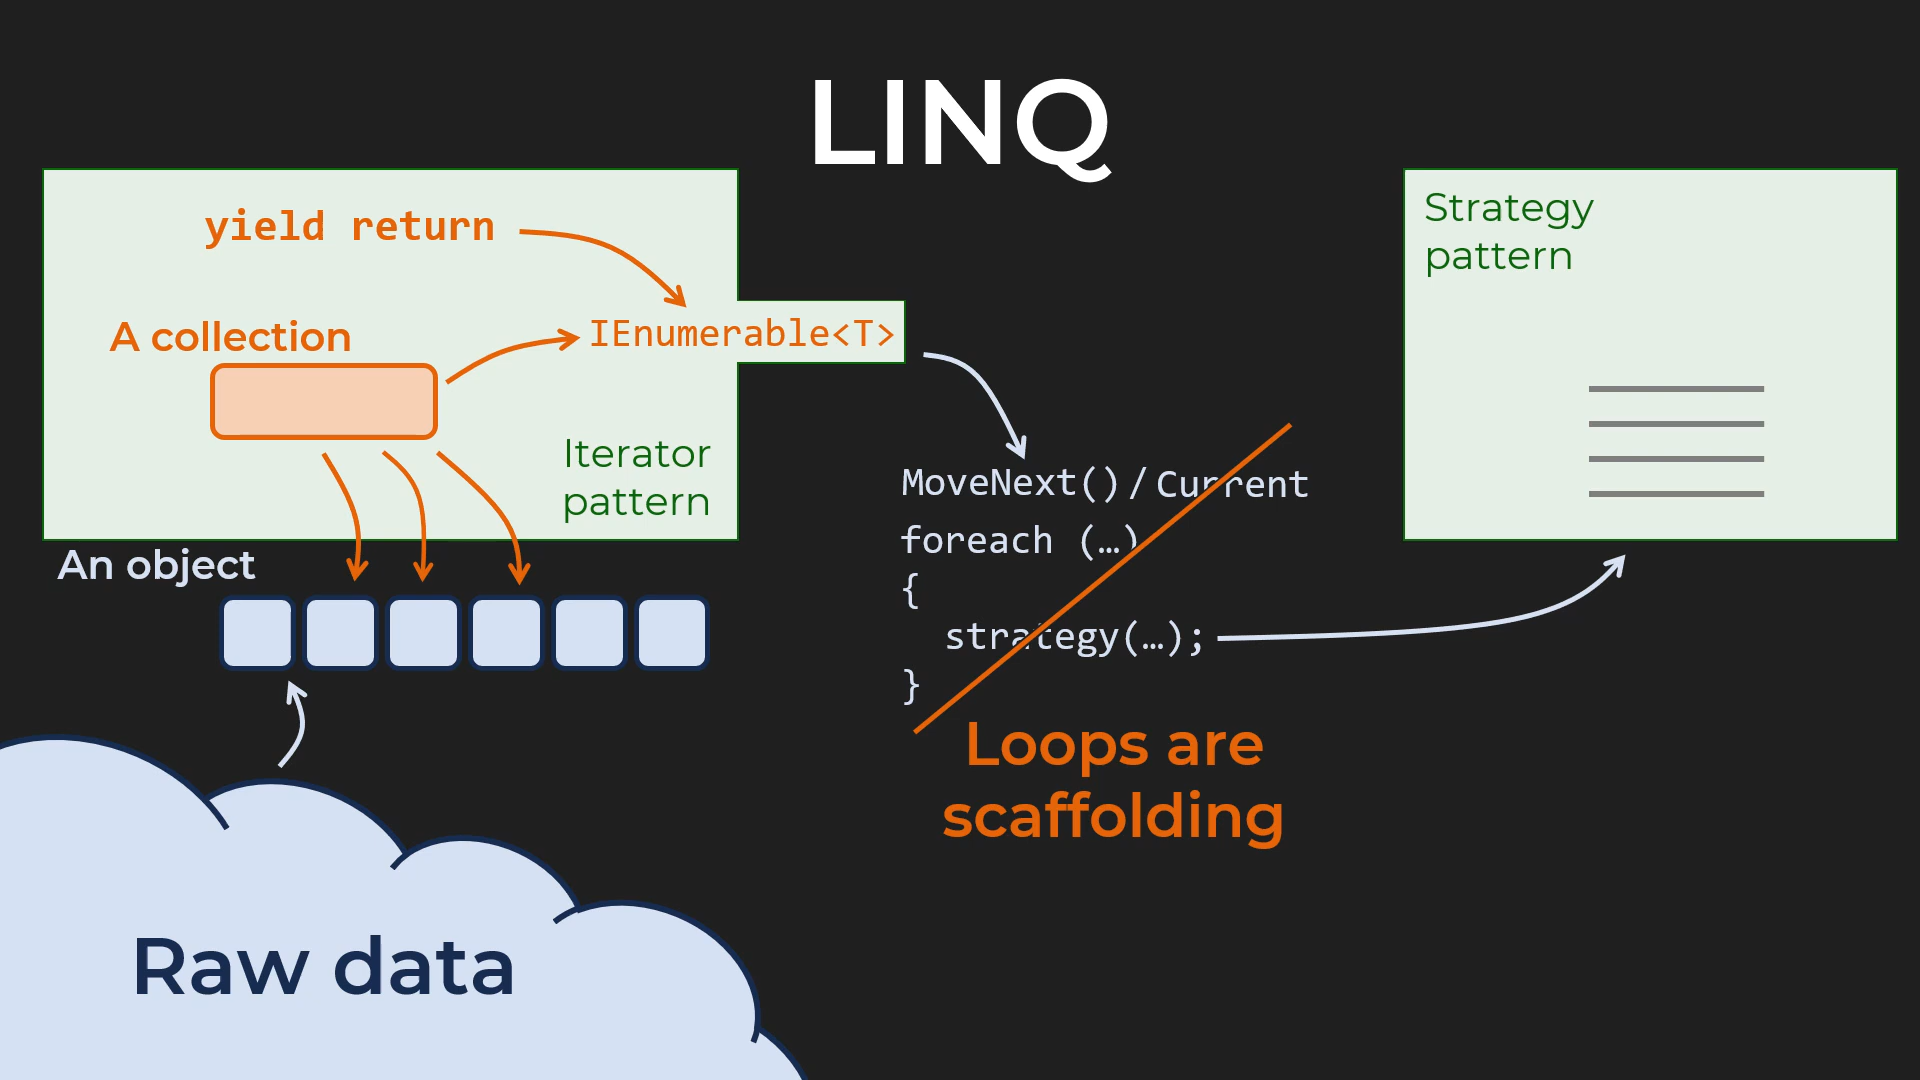 LINQ
yield return
A collection
IEnumerable<T>
Iterator
pattern
An object
Raw data
MoveNext()/Current
foreach (…)
{
strategy(…);
}
Loops are
scaffolding
Strategy
pattern